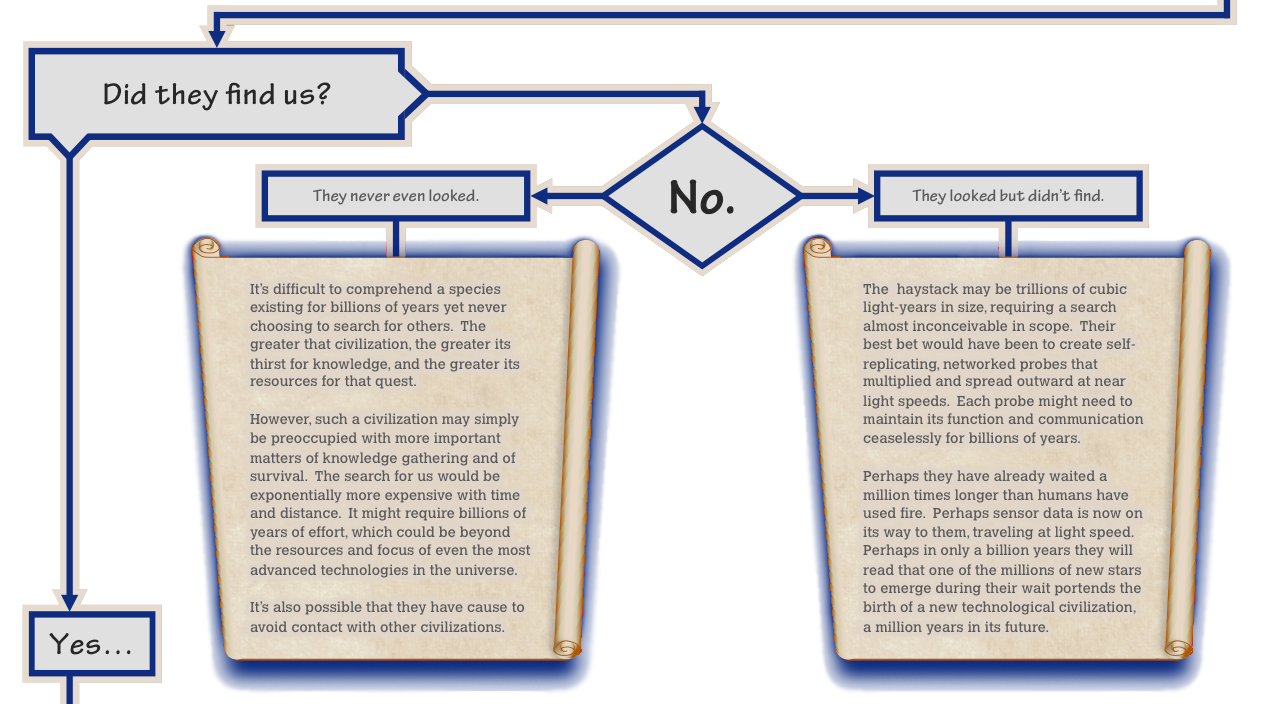 Did they find us?
No.
They never even looked.
They looked but didn't find.
It's difficult to comprehend a species
existing for billions of years yet never
choosing to search for others.  The
greater that civilization, the greater its
thirst for knowledge, and the greater its
resources for that quest.
However, such a civilization may simply
be preoccupied with more important
matters of knowledge gathering and of
survival.  The search for us would be
exponentially more expensive with time
and distance.  It might require billions of
years of effort, which could be beyond
the resources and focus of even the most
advanced technologies in the universe.
It's also possible that they have cause to
avoid contact with other civilizations.
The  haystack may be trillions of cubic
light-years in size, requiring a search
almost inconceivable in scope.  Their
best bet would have been to create self-
replicating, networked probes that
multiplied and spread outward at near
light speeds.  Each probe might need to
maintain its function and communication
ceaselessly for billions of years.
Perhaps they have already waited a
million times longer than humans have
used fire.  Perhaps sensor data is now on
its way to them, traveling at light speed.
Perhaps in only a billion years they will
read that one of the millions of new stars
to emerge during their wait portends the
birth of a new technological civilization,
a million years in its future.
Yes...